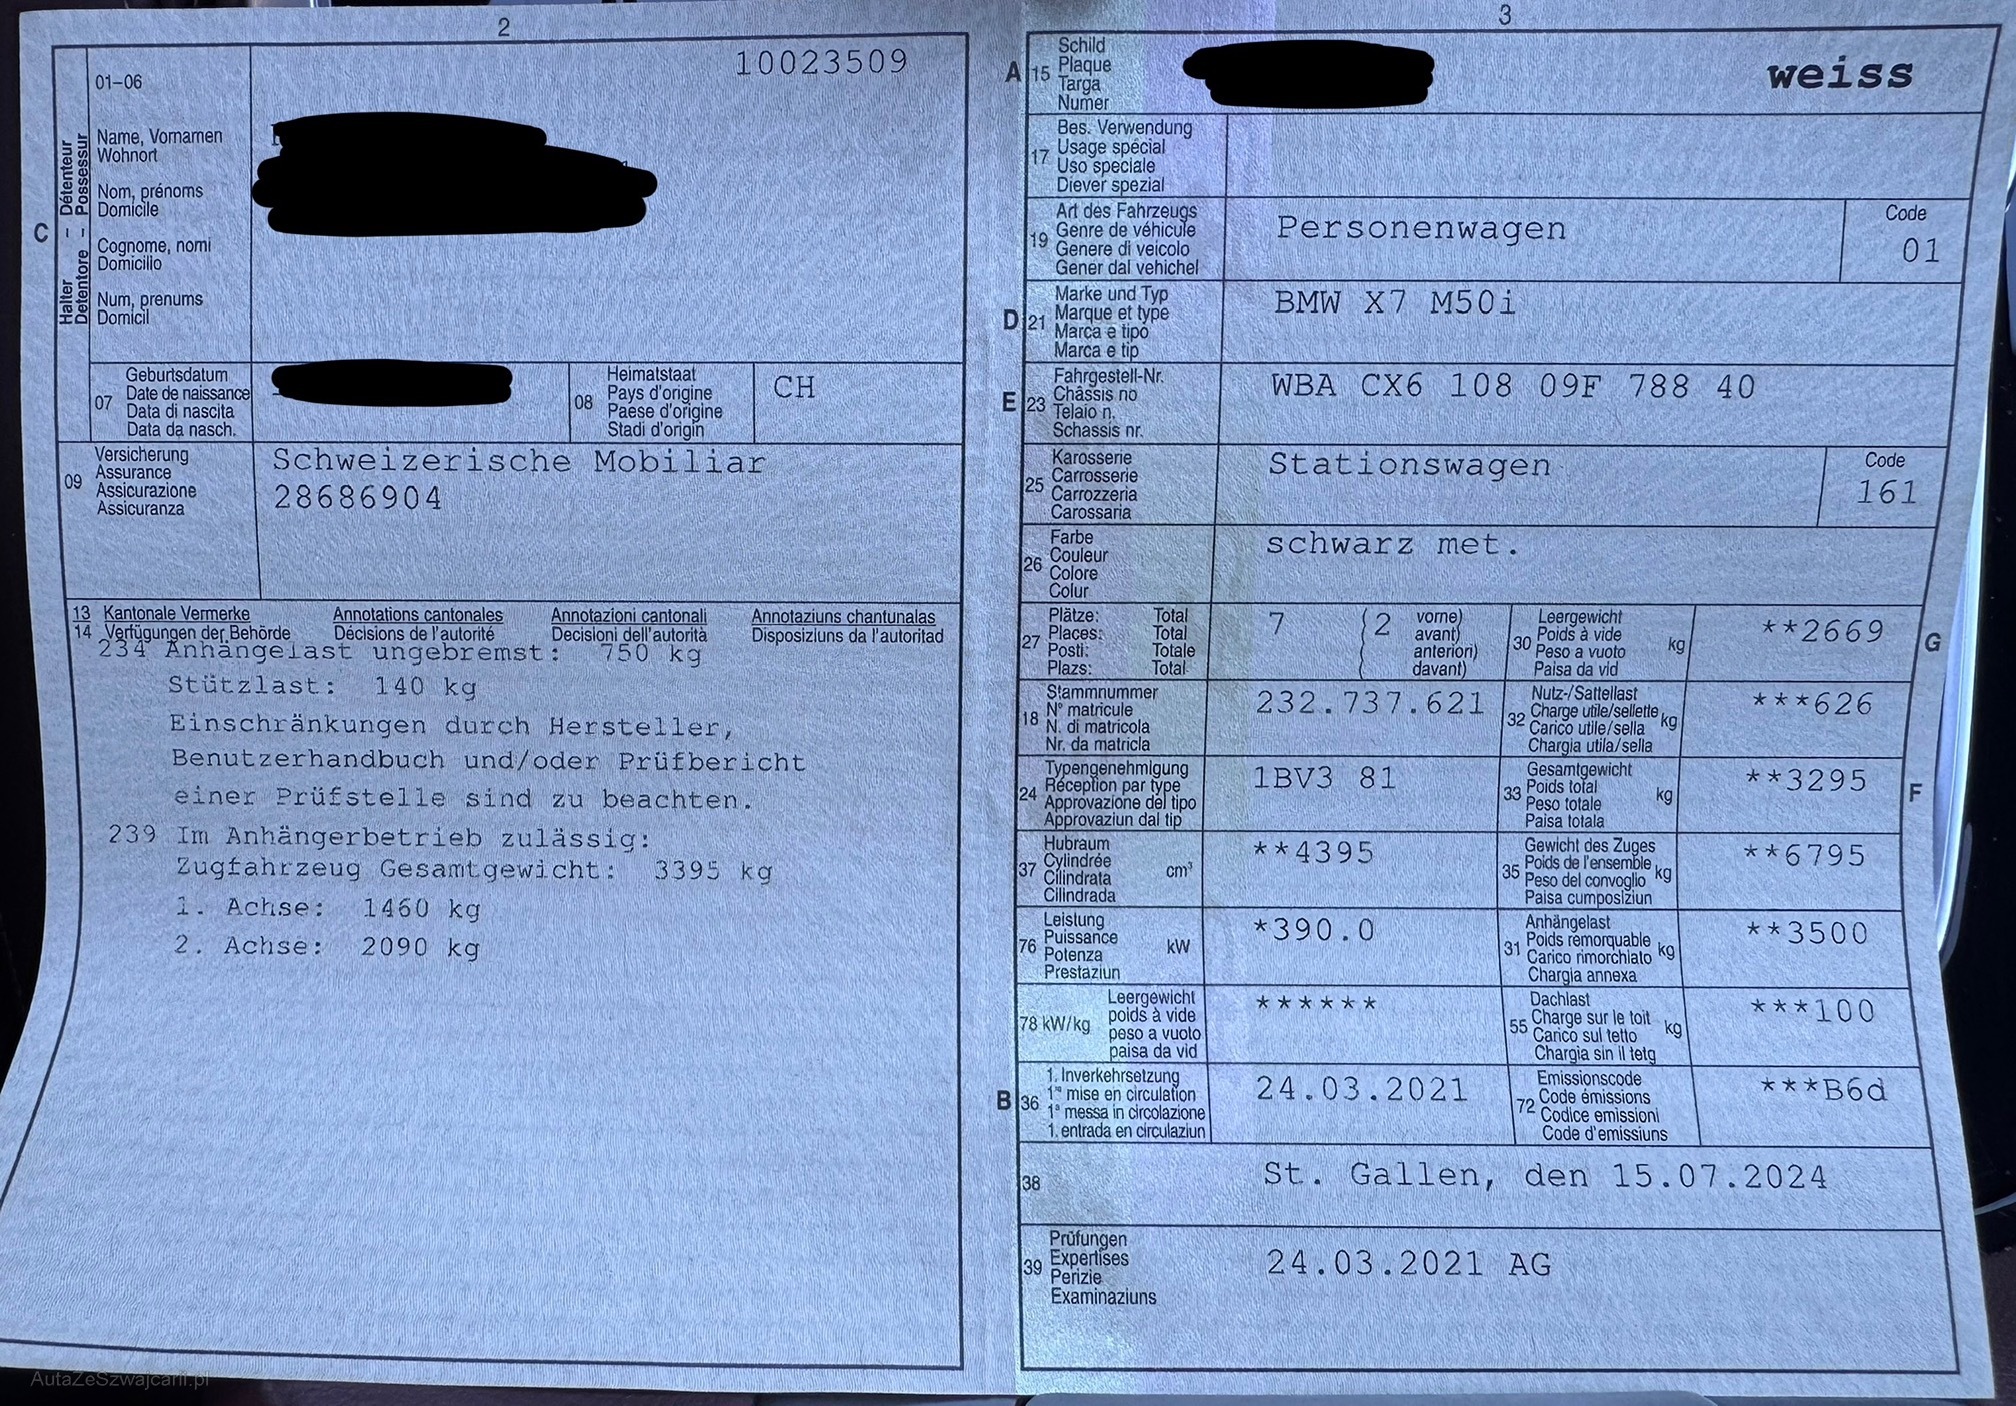 2
10023509
01-06
Halter – Détenteur
Detentore – Possessur
C
Name, Vornamen
Wohnort
Nom, prénoms
Domicile
Cognome, nomi
Domicilio
Num, prenums
Domicil
07
Geburtsdatum
Date de naissance
Data di nascita
Data da nasch.
08
Heimatstaat
Pays d'origine
Paese d'origine
Stadi d'origin
CH
09
Versicherung
Assurance
Assicurazione
Assicuranza
Schweizerische Mobiliar
28686904
13 Kantonale Vermerke Annotations cantonales Annotazioni cantonali Annotaziuns chantunalas
14 Verfügungen der Behörde Décisions de l'autorité Decisioni dell'autorità Disposiziuns da l'autoritad
234 Anhängelast ungebremst: 750 kg
Stützlast: 140 kg
Einschränkungen durch Hersteller,
Benutzerhandbuch und/oder Prüfbericht
einer Prüfstelle sind zu beachten.
239 Im Anhängerbetrieb zulässig:
Zugfahrzeug Gesamtgewicht: 3395 kg
1. Achse: 1460 kg
2. Achse: 2090 kg
AutaZeSzwajcarii.pl
3
A 15
Schild
Plaque
Targa
Numer
weiss
17
Bes. Verwendung
Usage spécial
Uso speciale
Diever spezial
19
Art des Fahrzeugs
Genre de véhicule
Genere di veicolo
Gener dal vehichel
Personenwagen
Code
01
D 21
Marke und Typ
Marque et type
Marca e tipo
Marca e tip
BMW X7 M50i
E 23
Fahrgestell-Nr.
Châssis no
Telaio n.
Schassis nr.
WBA CX6 108 09F 788 40
25
Karosserie
Carrosserie
Carrozzeria
Carossaria
Stationswagen
Code
161
26
Farbe
Couleur
Colore
Colur
schwarz met.
27
Plätze: Total
Places: Total
Posti: Totale
Plazs: Total
7 ( 2 vorne)
( avant)
( anteriori)
( davant)
30
Leergewicht
Poids à vide
Peso a vuoto
Paisa da vid
kg
**2669
G
18
Stammnummer
N° matricule
N. di matricola
Nr. da matricla
232.737.621
32
Nutz-/Sattellast
Charge utile/sellette
Carico utile/sella
Chargia utila/sella
kg
***626
24
Typengenehmigung
Réception par type
Approvazione del tipo
Approvaziun dal tip
1BV3 81
33
Gesamtgewicht
Poids total
Peso totale
Paisa totala
kg
**3295
F
37
Hubraum
Cylindrée
Cilindrata
Cilindrada
cm³
**4395
35
Gewicht des Zuges
Poids de l'ensemble
Peso del convoglio
Paisa cumposiziun
kg
**6795
76
Leistung
Puissance
Potenza
Prestaziun
kW
*390.0
31
Anhängelast
Poids remorquable
Carico rimorchiato
Chargia annexa
kg
**3500
78 kW/kg
Leergewicht
poids à vide
peso a vuoto
paisa da vid
******
55
Dachlast
Charge sur le toit
Carico sul tetto
Chargia sin il tetg
kg
***100
B 36
1. Inverkehrsetzung
1re mise en circulation
1a messa in circolazione
1. entrada en circulaziun
24.03.2021
72
Emissionscode
Code émissions
Codice emissioni
Code d'emissiuns
***B6d
38
St. Gallen, den 15.07.2024
39
Prüfungen
Expertises
Perizie
Examinaziuns
24.03.2021 AG